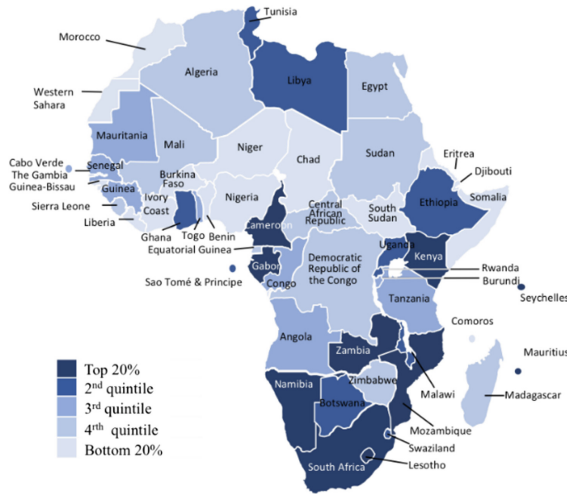 Tunisia
Morocco
Algeria
Libya
Egypt
Western
Sahara
Mauritania
Mali
Niger
Chad
Sudan
Eritrea
Djibouti
Cabo Verde
The Gambia
Guinea-Bissau
Senegal
Guinea
Burkina
Faso
Sierra Leone
Ivory
Coast
Liberia
Ghana
Togo
Benin
Nigeria
Equatorial Guinea
Cameroon
Central
African
Republic
South
Sudan
Ethiopia
Somalia
Uganda
Kenya
Sao Tomé & Principe
Gabon
Congo
Democratic
Republic of
the Congo
Rwanda
Burundi
Seychelles
Tanzania
Comoros
Angola
Zambia
Malawi
Mauritius
Madagascar
Namibia
Zimbabwe
Botswana
Mozambique
Swaziland
Lesotho
South Africa
Top 20%
2nd quintile
3rd quintile
4rth quintile
Bottom 20%